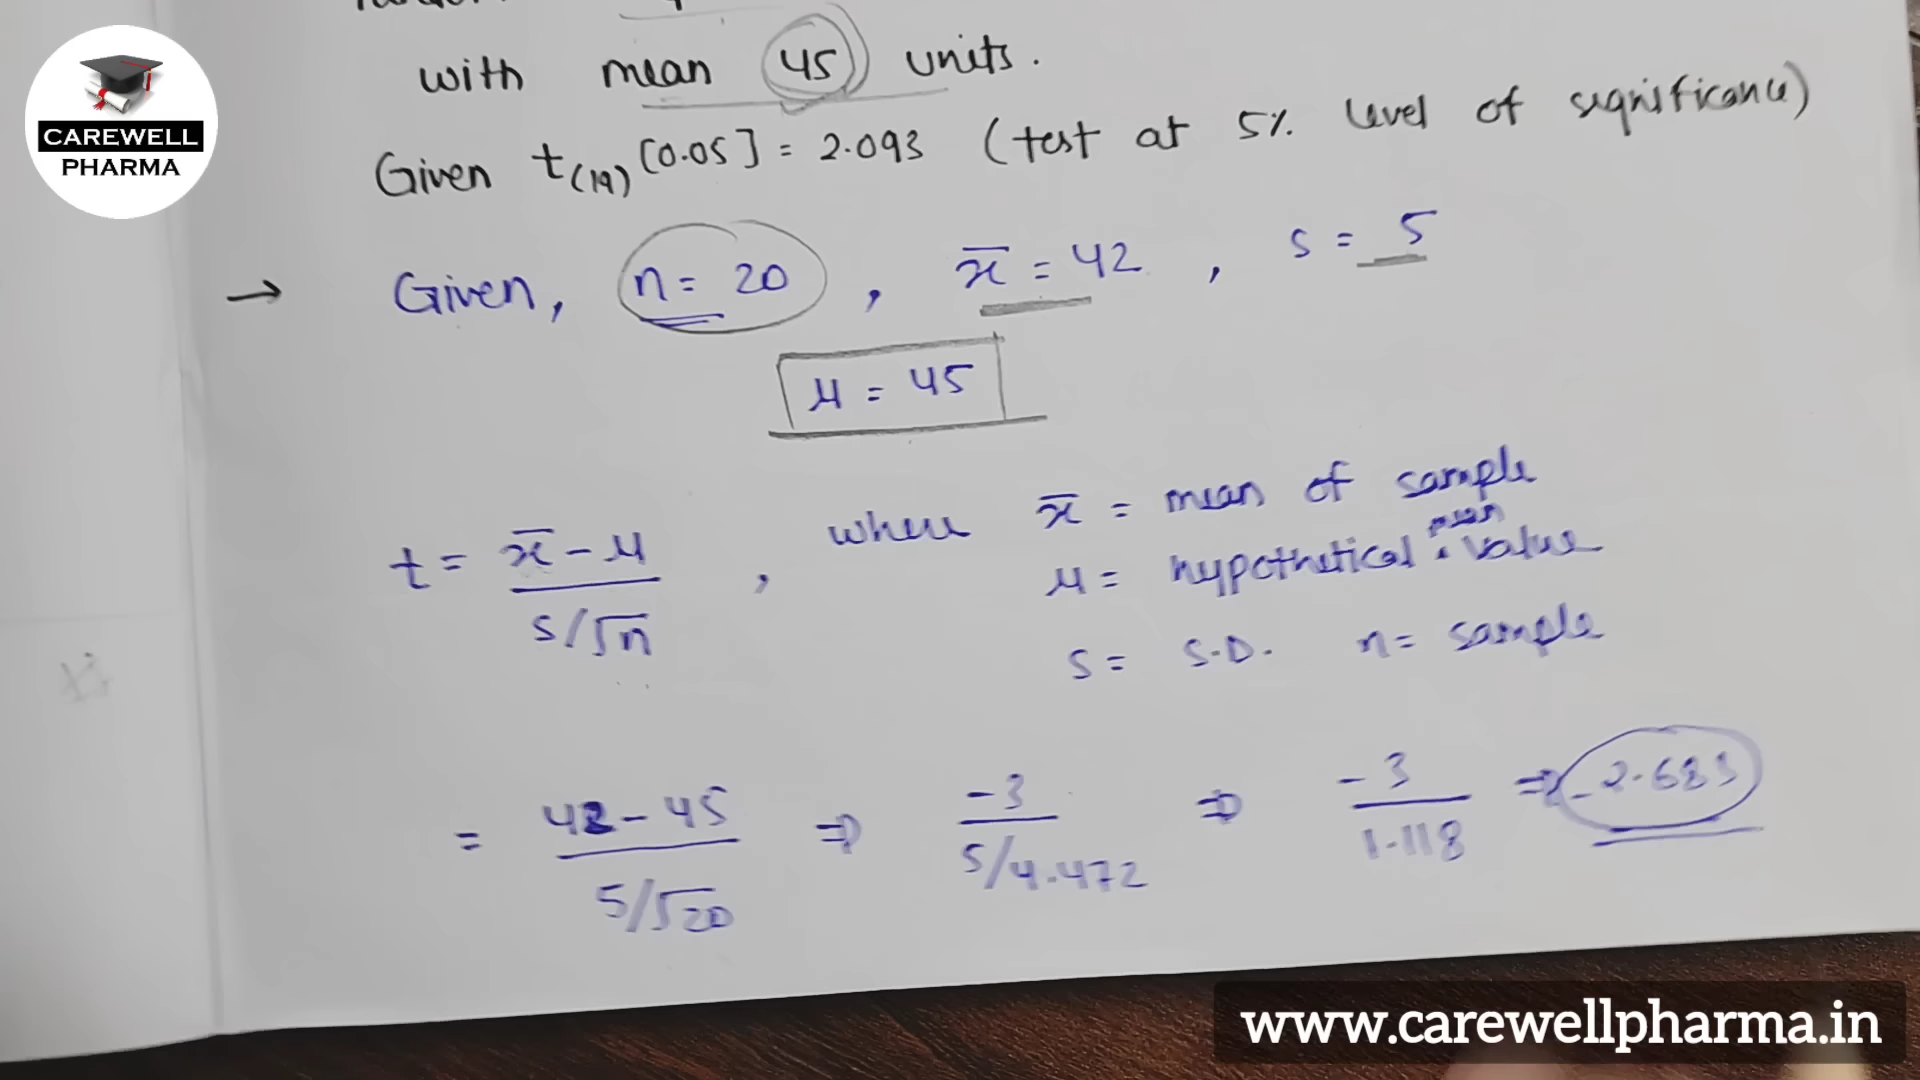 CAREWELL
PHARMA
with mean 45 units.
Given t(19) [0.05] = 2.093 (test at 5% level of significance)
→ Given, n = 20 , x̄ = 42 , s = 5
μ = 45
t = x̄ - μ / s/√n , where x̄ = mean of sample
μ = hypothetical mean value
s = S.D. n = sample
= 42 - 45 / 5/√20 ⇒ -3 / 5/4.472 ⇒ -3 / 1.118 ⇒ -2.683
www.carewellpharma.in